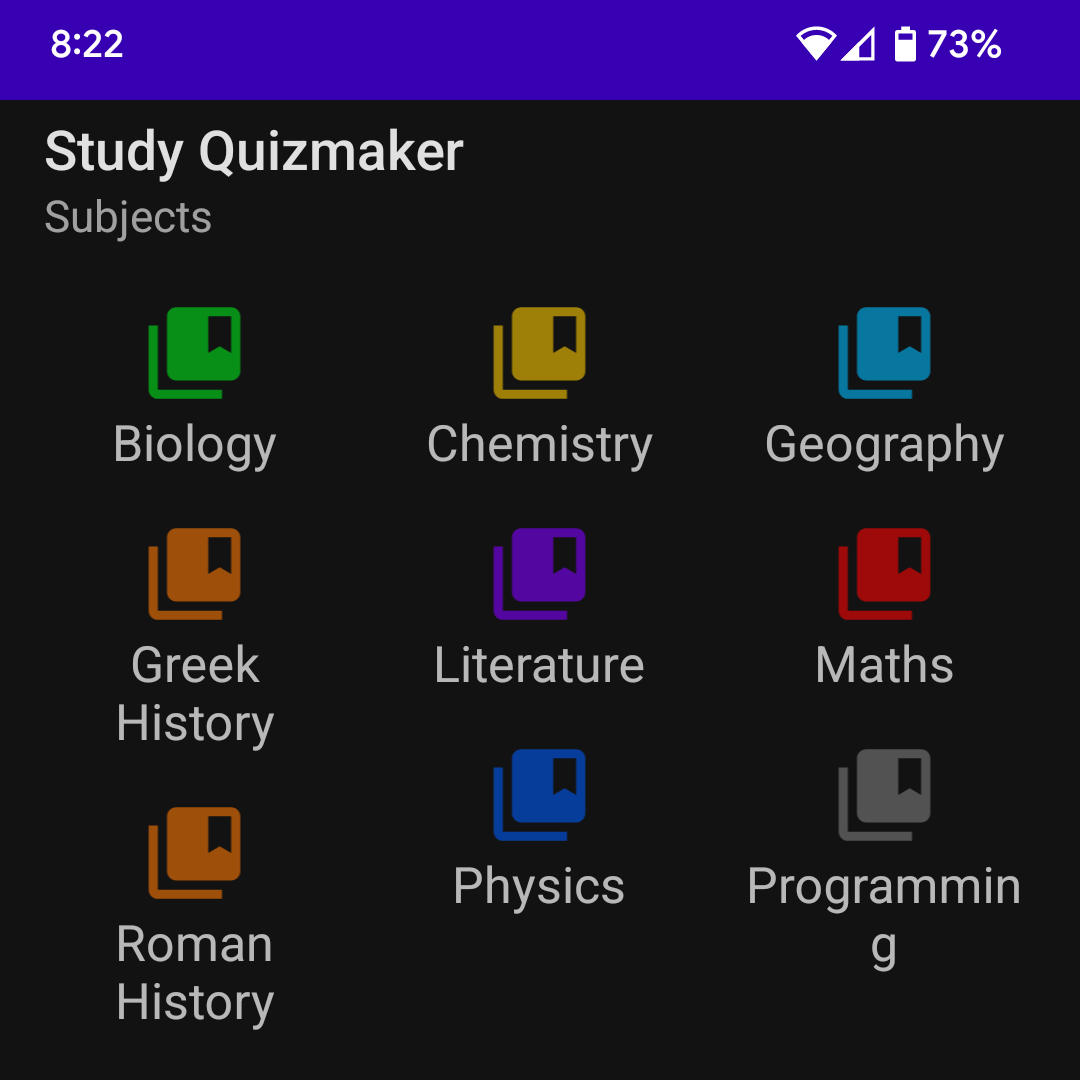 8:22
73%
Study Quizmaker
Subjects
Biology
Chemistry
Geography
Greek
History
Literature
Maths
Physics
Programmin
g
Roman
History